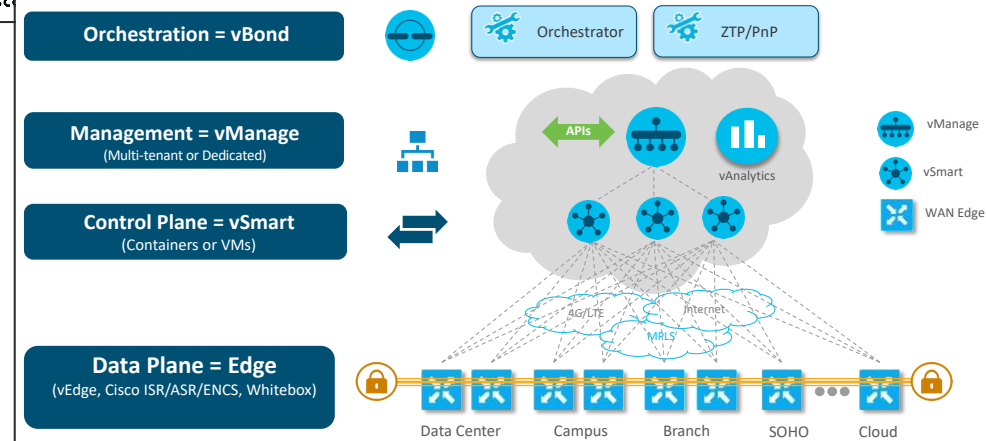 Orchestration = vBond
Orchestrator
ZTP/PnP
Management = vManage
(Multi-tenant or Dedicated)
APIs
vAnalytics
vManage
vSmart
WAN Edge
Control Plane = vSmart
(Containers or VMs)
4G/LTE
Internet
MPLS
Data Plane = Edge
(vEdge, Cisco ISR/ASR/ENCS, Whitebox)
Data Center
Campus
Branch
SOHO
Cloud